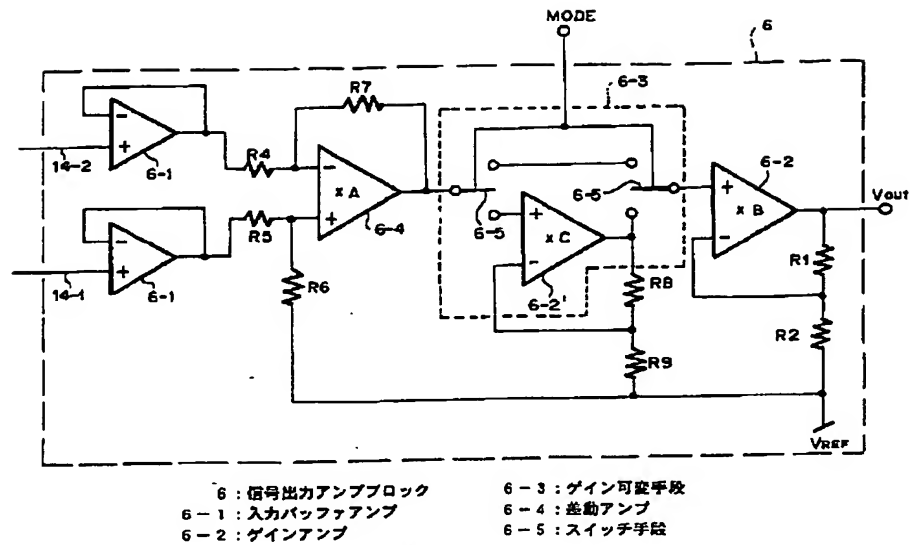 MODE
6
6-3
R7
14-2
6-1
R4
6-5
6-2
Vout
× A
6-4
6-5
× B
× C
R5
14-1
6-1
R6
6-2'
R8
R1
R9
R2
VREF
6：信号出力アンプブロック
6－1：入力バッファアンプ
6－2：ゲインアンプ
6－3：ゲイン可変手段
6－4：差動アンプ
6－5：スイッチ手段